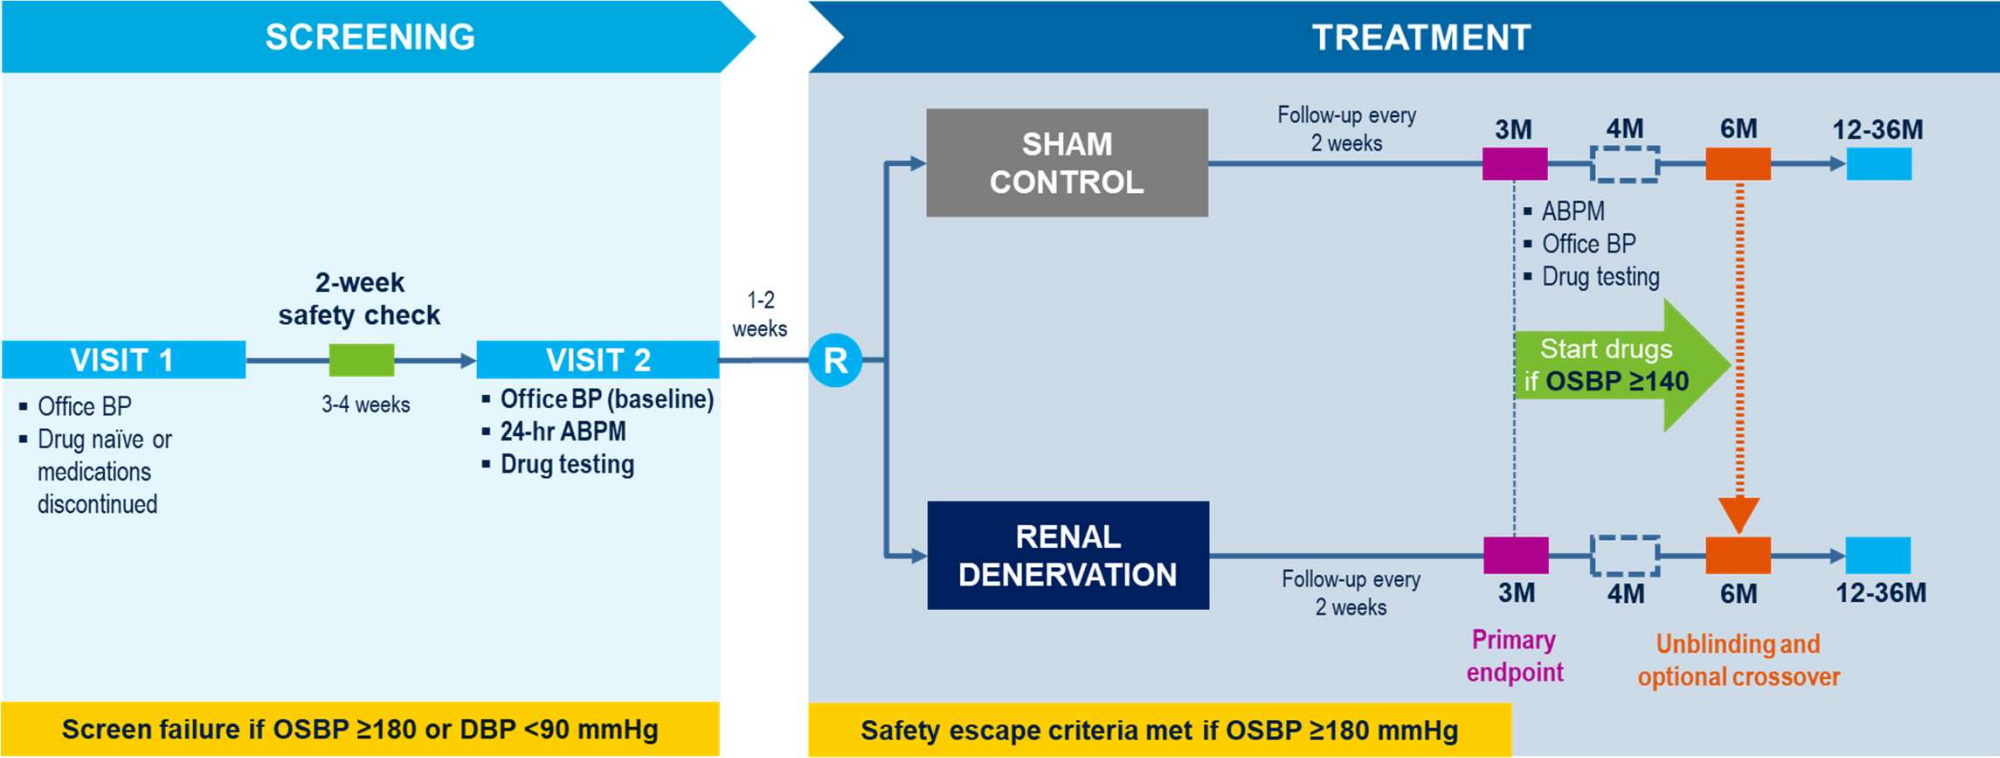 SCREENING
TREATMENT
2-week
safety check
VISIT 1
3-4 weeks
VISIT 2
▪ Office BP
▪ Drug naïve or
medications
discontinued
▪ Office BP (baseline)
▪ 24-hr ABPM
▪ Drug testing
1-2
weeks
R
SHAM
CONTROL
Follow-up every
2 weeks
3M
4M
6M
12-36M
▪ ABPM
▪ Office BP
▪ Drug testing
Start drugs
if OSBP ≥140
RENAL
DENERVATION
Follow-up every
2 weeks
3M
4M
6M
12-36M
Primary
endpoint
Unblinding and
optional crossover
Screen failure if OSBP ≥180 or DBP <90 mmHg
Safety escape criteria met if OSBP ≥180 mmHg